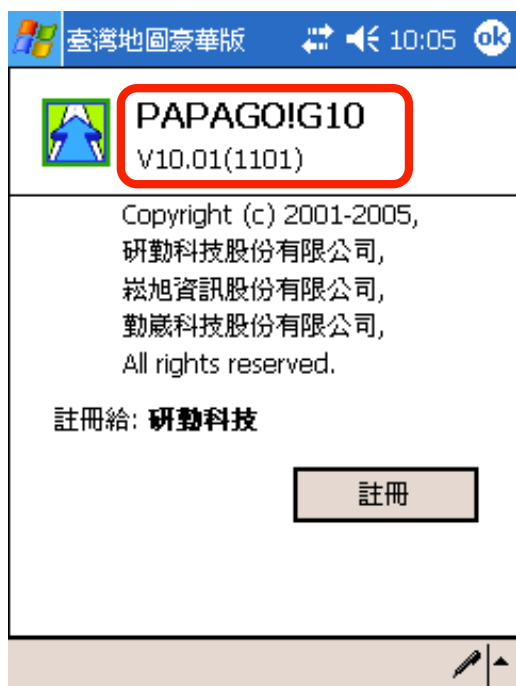 臺灣地圖豪華版 10:05 ok
PAPAGO!G10
V10.01(1101)
Copyright (c) 2001-2005,
研勤科技股份有限公司,
崧旭資訊股份有限公司,
勤崴科技股份有限公司,
All rights reserved.
註冊給: 研勤科技
註冊